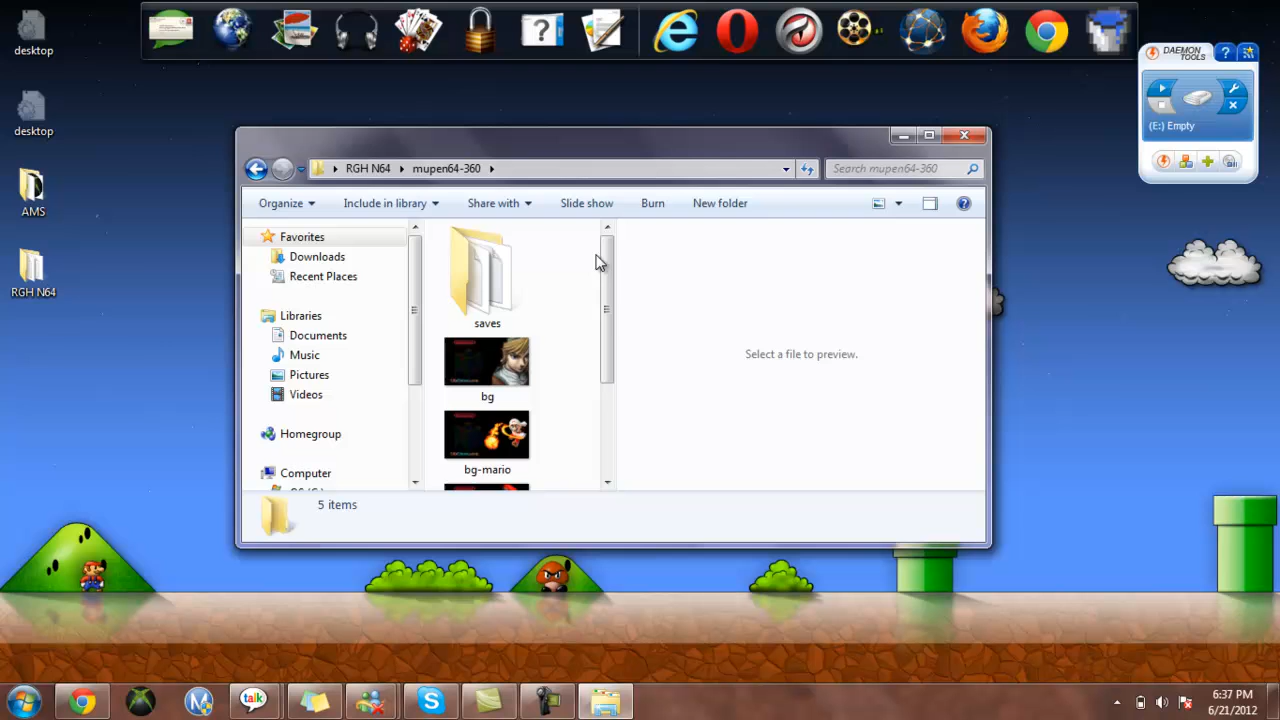 desktop
desktop
AMS
RGH N64
DAEMON
TOOLS
?
(E:) Empty
RGH N64
mupen64-360
Search mupen64-360
Organize
Include in library
Share with
Slide show
Burn
New folder
Favorites
Downloads
Recent Places
Libraries
Documents
Music
Pictures
Videos
Homegroup
Computer
saves
bg
bg-mario
Select a file to preview.
5 items
talk
6:37 PM
6/21/2012